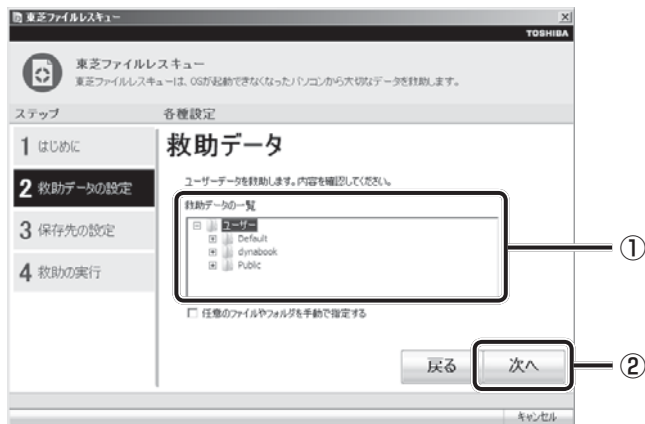 東芝ファイルレスキュー
TOSHIBA
東芝ファイルレスキュー
東芝ファイルレスキューは、OSが起動できなくなったパソコンから大切なデータを救助します。
ステップ
各種設定
1 はじめに
2 救助データの設定
3 保存先の設定
4 救助の実行
救助データ
ユーザーデータを救助します。内容を確認してください。
救助データの一覧
ユーザー
Default
dynabook
Public
①
任意のファイルやフォルダを手動で指定する
戻る
次へ
②
キャンセル